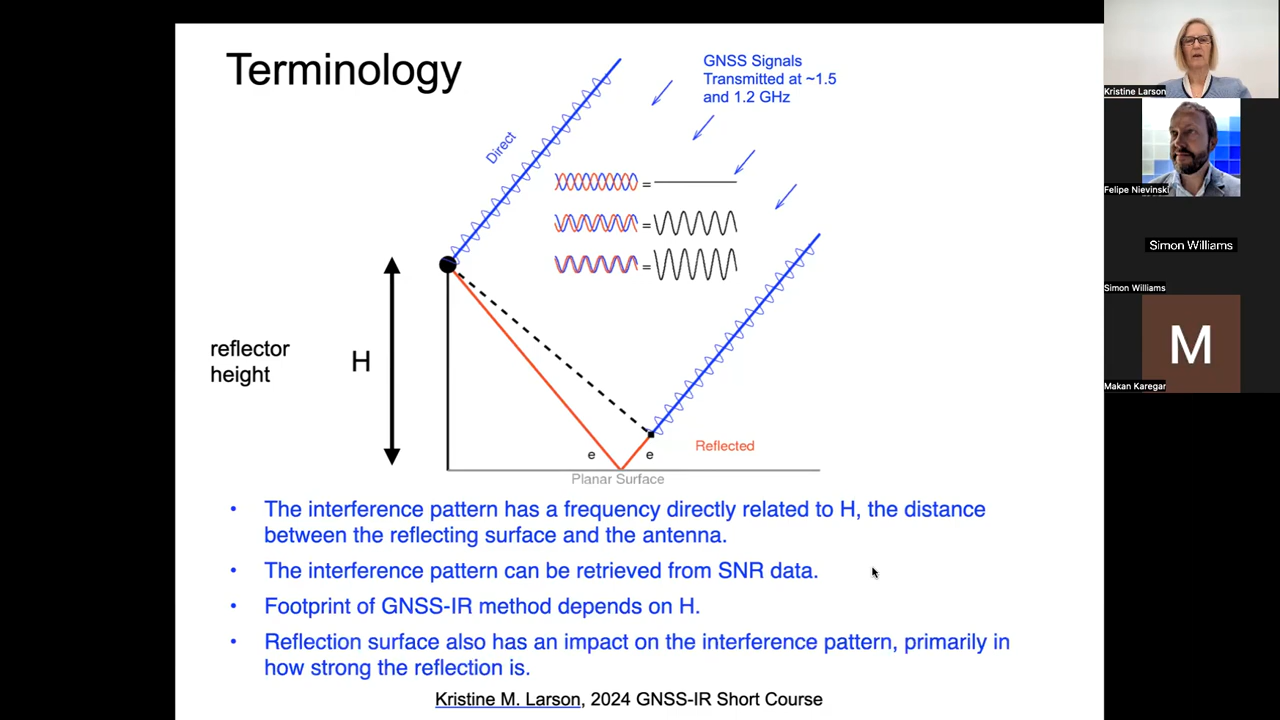 Terminology
GNSS Signals
Transmitted at ~1.5
and 1.2 GHz
Direct
=
=
=
reflector
height
H
e
e
Reflected
Planar Surface
• The interference pattern has a frequency directly related to H, the distance
between the reflecting surface and the antenna.
• The interference pattern can be retrieved from SNR data.
• Footprint of GNSS-IR method depends on H.
• Reflection surface also has an impact on the interference pattern, primarily in
how strong the reflection is.
Kristine M. Larson, 2024 GNSS-IR Short Course
Kristine Larson
Felipe Nievinski
Simon Williams
Simon Williams
M
Makan Karegar